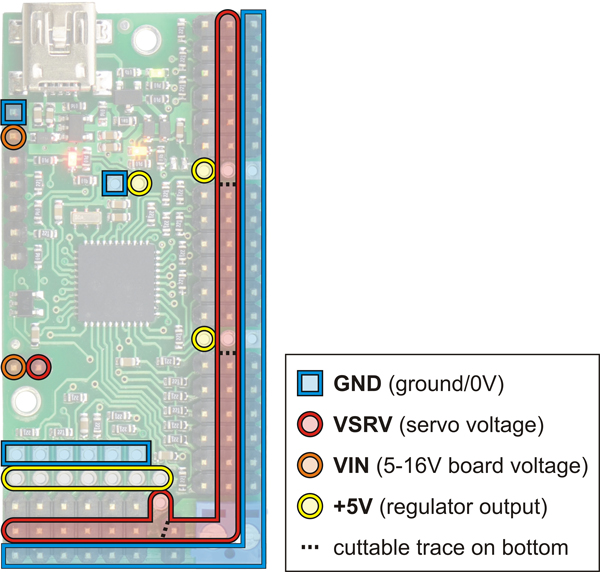 GND (ground/0V)
VSRV (servo voltage)
VIN (5-16V board voltage)
+5V (regulator output)
cuttable trace on bottom